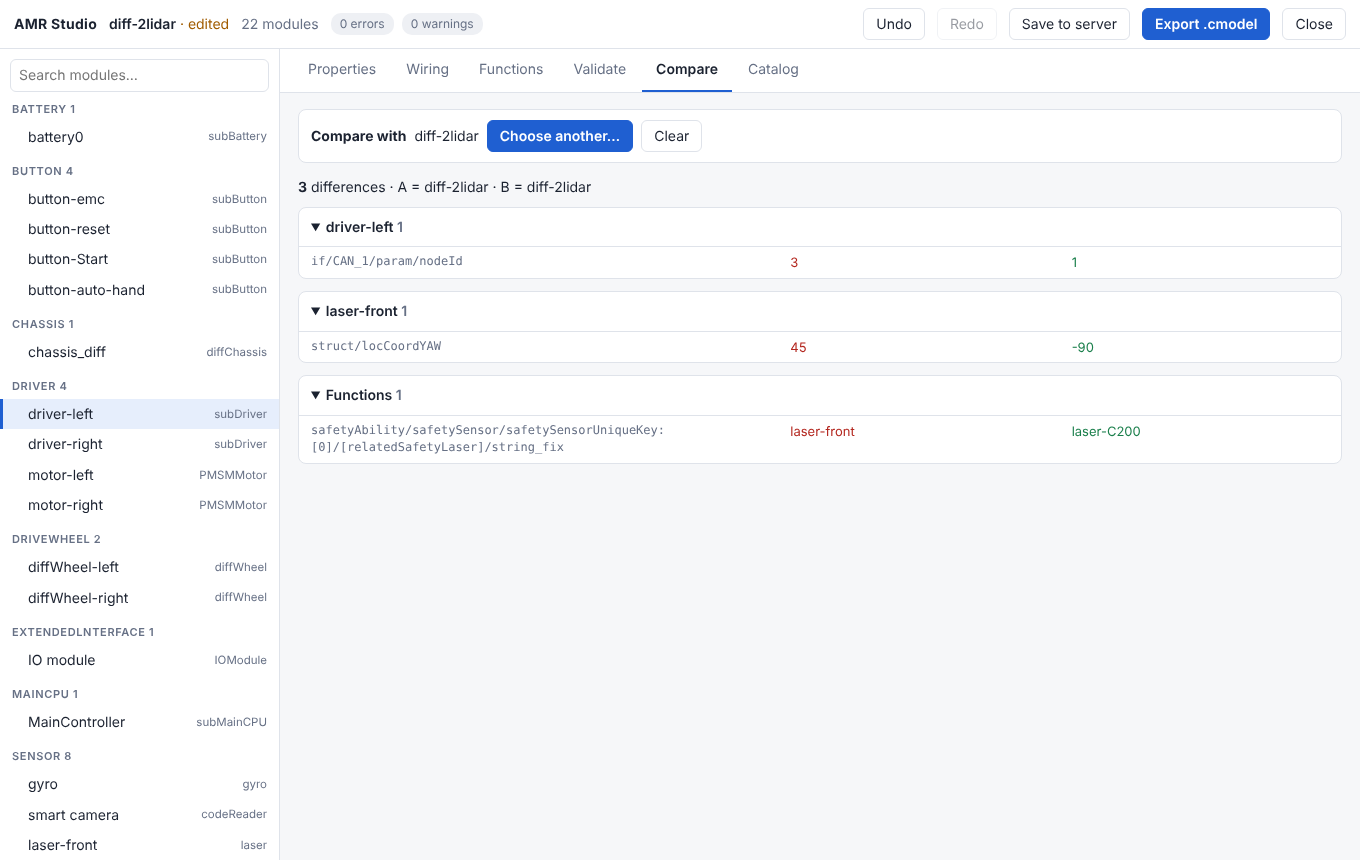 AMR Studio diff-2lidar · edited 22 modules 0 errors 0 warnings Undo Redo Save to server Export .cmodel Close
Search modules...
BATTERY 1
battery0 subBattery
BUTTON 4
button-emc subButton
button-reset subButton
button-Start subButton
button-auto-hand subButton
CHASSIS 1
chassis_diff diffChassis
DRIVER 4
driver-left subDriver
driver-right subDriver
motor-left PMSMMotor
motor-right PMSMMotor
DRIVEWHEEL 2
diffWheel-left diffWheel
diffWheel-right diffWheel
EXTENDEDLNTERFACE 1
IO module IOModule
MAINCPU 1
MainController subMainCPU
SENSOR 8
gyro gyro
smart camera codeReader
laser-front laser
Properties Wiring Functions Validate Compare Catalog
Compare with diff-2lidar Choose another... Clear
3 differences · A = diff-2lidar · B = diff-2lidar
▼ driver-left 1
if/CAN_1/param/nodeId 3 1
▼ laser-front 1
struct/locCoordYAW 45 -90
▼ Functions 1
safetyAbility/safetySensor/safetySensorUniqueKey: laser-front laser-C200
[0]/[relatedSafetyLaser]/string_fix